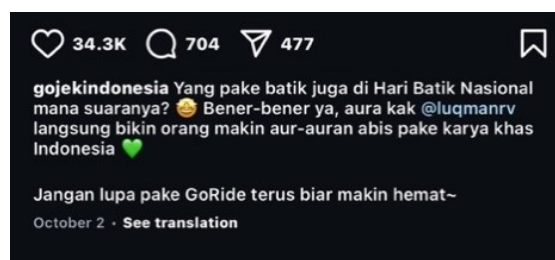 34.3K 704 477
gojekindonesia Yang pake batik juga di Hari Batik Nasional
mana suaranya? 🤩 Bener-bener ya, aura kak @luqmanrv
langsung bikin orang makin aur-auran abis pake karya khas
Indonesia 💚
Jangan lupa pake GoRide terus biar makin hemat~
October 2 • See translation